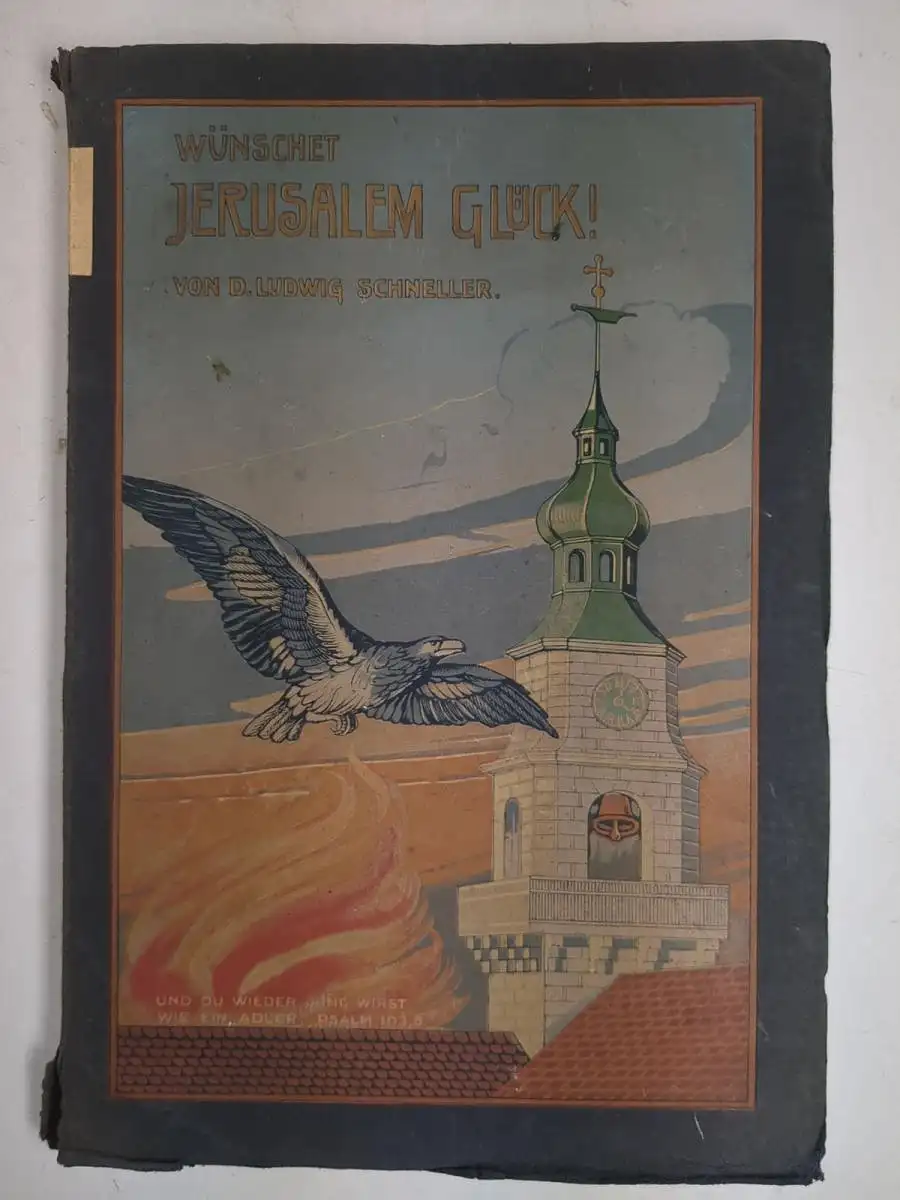 WÜNSCHET
JERUSALEM GLÜCK!
VON D. LUDWIG SCHNELLER.
UND DU WIEDER JUNG WIRST
WIE EIN ADLER. PSALM 103,5